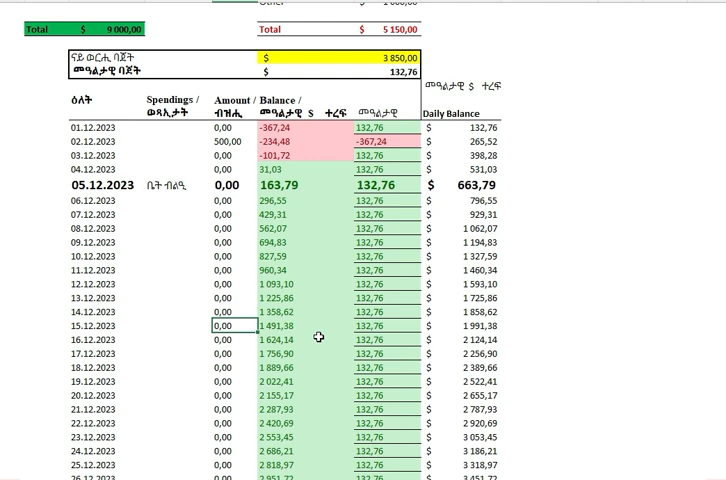 Other $ 1 000,00
Total $ 9 000,00 Total $ 5 150,00
ናይ ወርሒ ባጀት $ 3 850,00
መዓልታዊ ባጀት $ 132,76
መዓልታዊ $ ተረፍ
ዕለት Spendings / ወጻኢታት Amount / ብዝሒ Balance / መዓልታዊ $ ተረፍ መዓልታዊ Daily Balance
01.12.2023 0,00 -367,24 132,76 $ 132,76
02.12.2023 500,00 -234,48 -367,24 $ 265,52
03.12.2023 0,00 -101,72 132,76 $ 398,28
04.12.2023 0,00 31,03 132,76 $ 531,03
05.12.2023 ቤት ብልዒ 0,00 163,79 132,76 $ 663,79
06.12.2023 0,00 296,55 132,76 $ 796,55
07.12.2023 0,00 429,31 132,76 $ 929,31
08.12.2023 0,00 562,07 132,76 $ 1 062,07
09.12.2023 0,00 694,83 132,76 $ 1 194,83
10.12.2023 0,00 827,59 132,76 $ 1 327,59
11.12.2023 0,00 960,34 132,76 $ 1 460,34
12.12.2023 0,00 1 093,10 132,76 $ 1 593,10
13.12.2023 0,00 1 225,86 132,76 $ 1 725,86
14.12.2023 0,00 1 358,62 132,76 $ 1 858,62
15.12.2023 0,00 1 491,38 132,76 $ 1 991,38
16.12.2023 0,00 1 624,14 132,76 $ 2 124,14
17.12.2023 0,00 1 756,90 132,76 $ 2 256,90
18.12.2023 0,00 1 889,66 132,76 $ 2 389,66
19.12.2023 0,00 2 022,41 132,76 $ 2 522,41
20.12.2023 0,00 2 155,17 132,76 $ 2 655,17
21.12.2023 0,00 2 287,93 132,76 $ 2 787,93
22.12.2023 0,00 2 420,69 132,76 $ 2 920,69
23.12.2023 0,00 2 553,45 132,76 $ 3 053,45
24.12.2023 0,00 2 686,21 132,76 $ 3 186,21
25.12.2023 0,00 2 818,97 132,76 $ 3 318,97
26.12.2023 0,00 2 951,72 132,76 $ 3 451,72